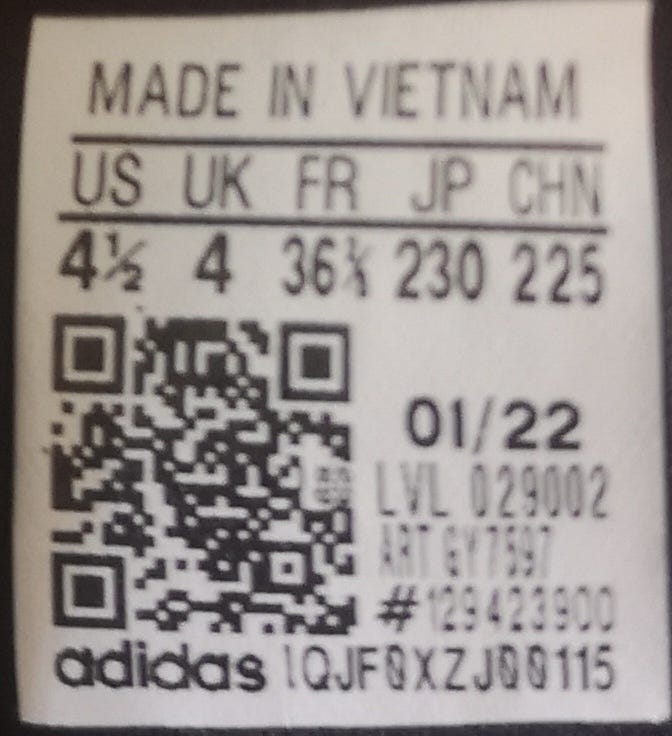 MADE IN VIETNAM
US UK FR JP CHN
4½ 4 36⅔ 230 225
01/22
LVL 029002
ART GY7597
#129423900
adidas 1QJF0XZJ00115